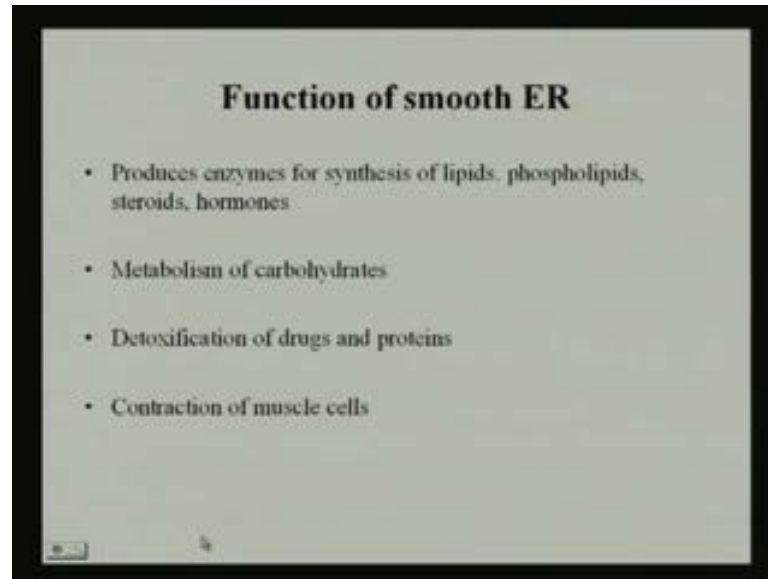 Function of smooth ER
• Produces enzymes for synthesis of lipids. phospholipids,
steroids, hormones
• Metabolism of carbohydrates
• Detoxification of drugs and proteins
• Contraction of muscle cells